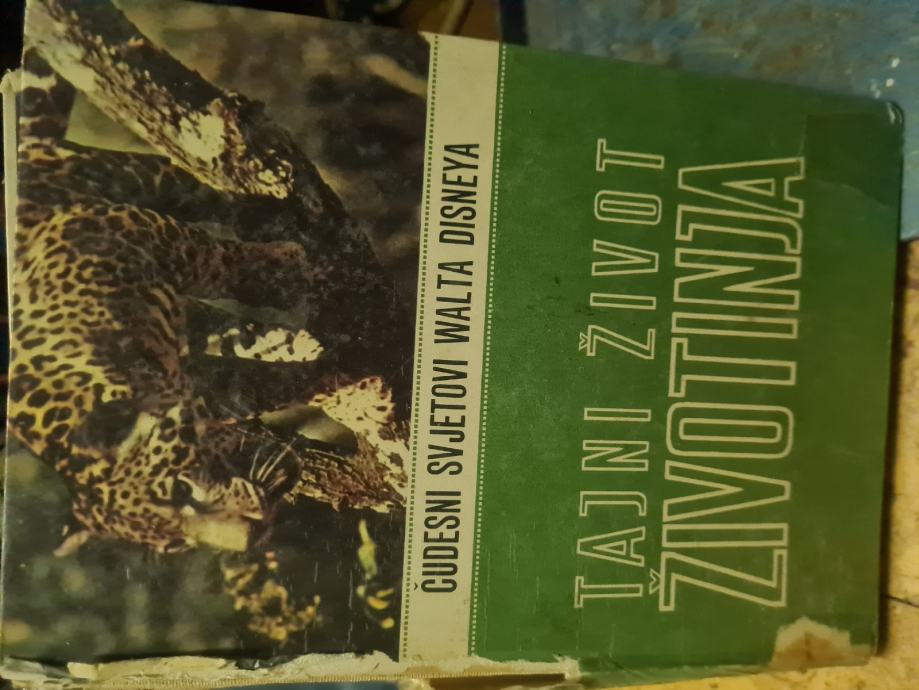 ČUDESNI SVJETOVI WALTA DISNEYA
TAJNI ŽIVOT
ŽIVOTINJA